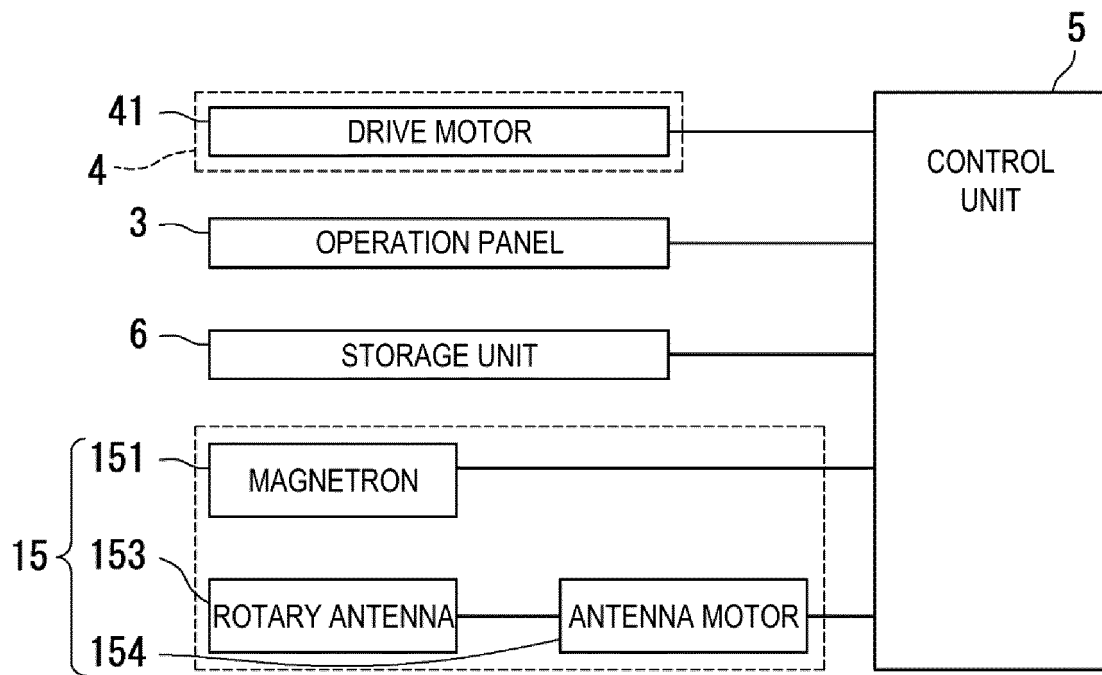 5
41
DRIVE MOTOR
4
CONTROL
UNIT
3
OPERATION PANEL
6
STORAGE UNIT
151
MAGNETRON
15
153
ROTARY ANTENNA
ANTENNA MOTOR
154